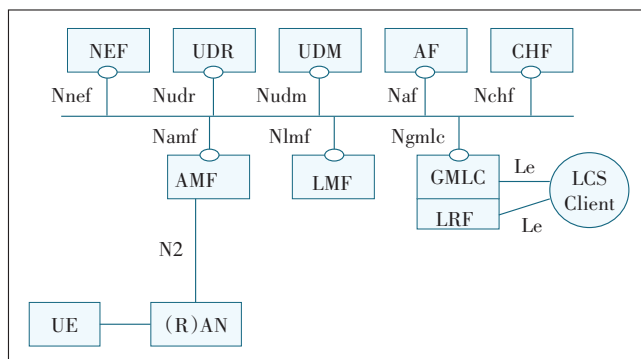 NEF UDR UDM AF CHF
Nnef Nudr Nudm Naf Nchf
Namf Nlmf Ngmlc
AMF LMF GMLC Le LCS
Client
LRF Le
N2
UE (R)AN